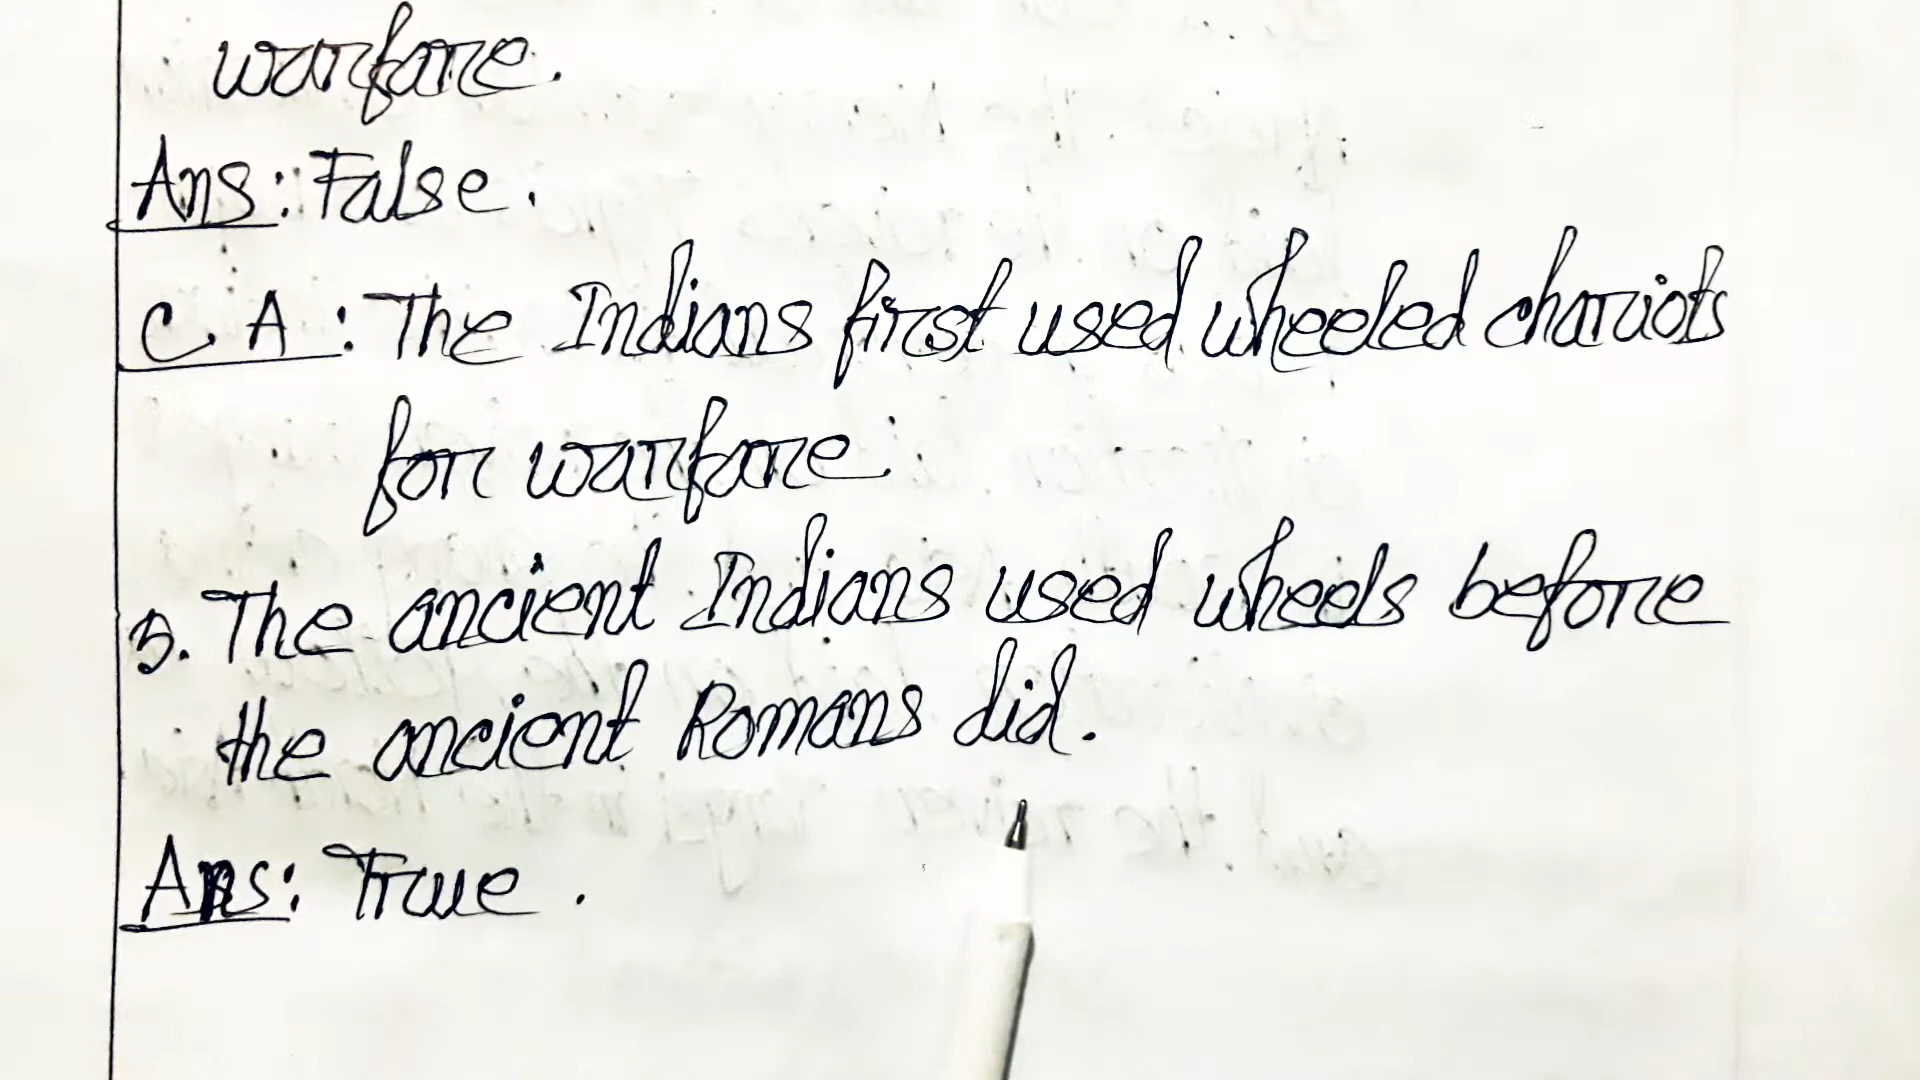 warfare.
Ans: False.
C. A: The Indians first used wheeled chariots
for warfare.
5. The ancient Indians used wheels before
the ancient Romans did.
Ans: True.